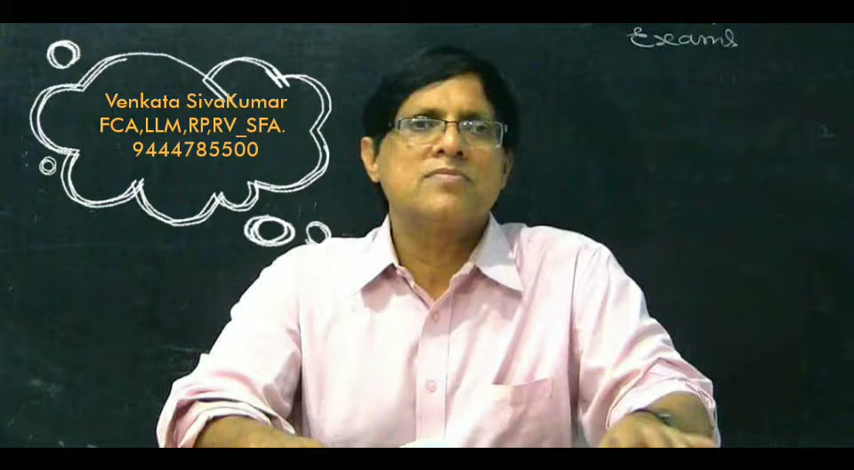 Exams
Venkata SivaKumar
FCA,LLM,RP,RV_SFA.
9444785500